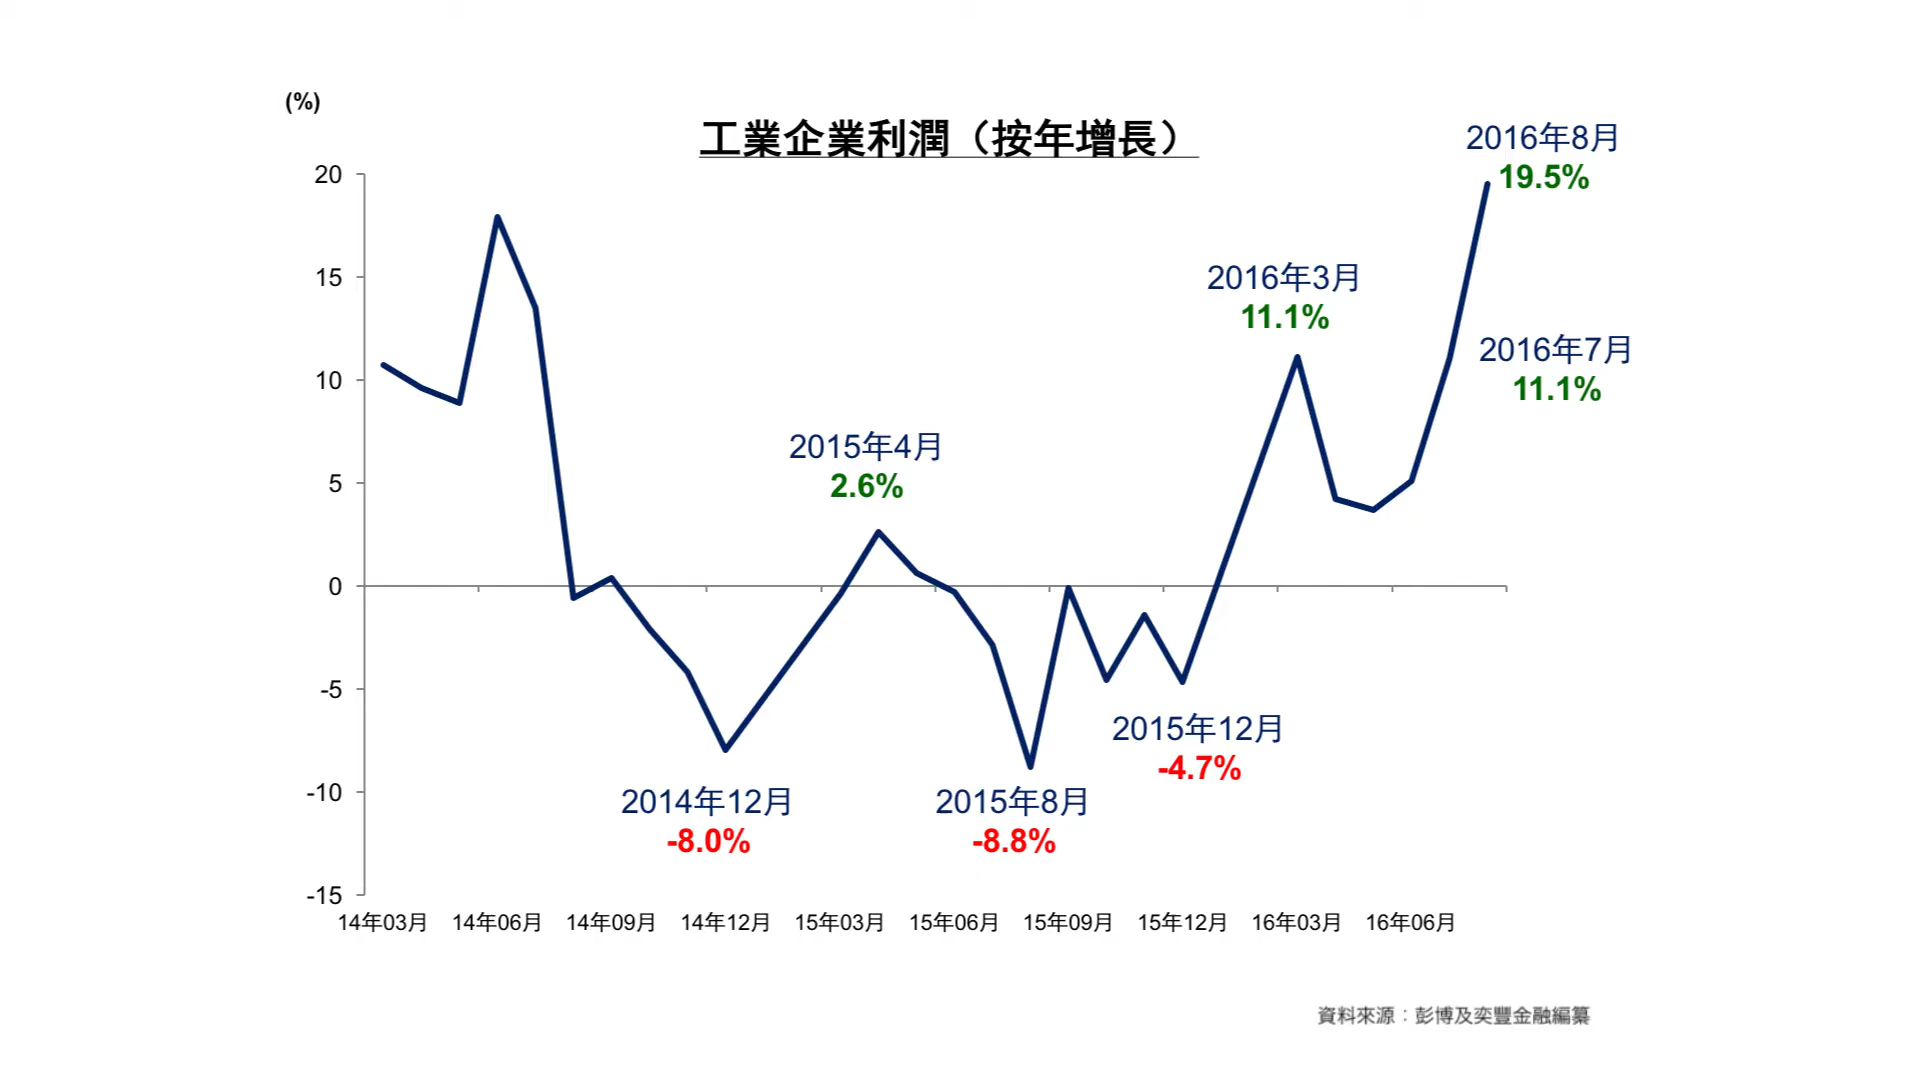 (%)
工業企業利潤（按年增長）
2016年8月
19.5%
20
15
2016年3月
11.1%
2016年7月
11.1%
10
2015年4月
2.6%
5
0
-5
2015年12月
-4.7%
-10
2014年12月
-8.0%
2015年8月
-8.8%
-15
14年03月 14年06月 14年09月 14年12月 15年03月 15年06月 15年09月 15年12月 16年03月 16年06月
資料來源：彭博及奕豐金融編纂